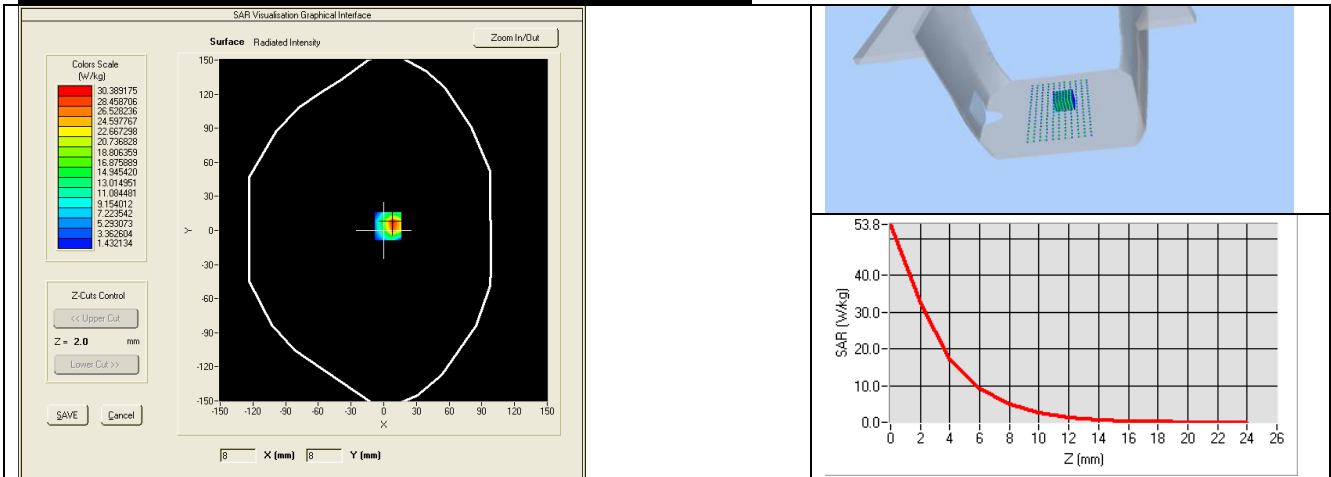 SAR Visualisation Graphical Interface
Surface Radiated Intensity
Zoom In/Out
Colors Scale
(W/kg)
30.389175
28.458706
26.528236
24.597767
22.667298
20.736828
18.806359
16.875889
14.945420
13.014951
11.084481
9.154012
7.223542
5.293073
3.362604
1.432134
150
120
90
60
30
0
-30
-60
-90
-120
-150
Y
-150 -120 -90 -60 -30 0 30 60 90 120 150
X
Z-Cuts Control
<< Upper Cut
Z = 2.0 mm
Lower Cut >>
SAVE Cancel
8 X (mm) 8 Y (mm)
53.8
40.0
30.0
20.0
10.0
0.0
SAR (W/kg)
0 2 4 6 8 10 12 14 16 18 20 22 24 26
Z (mm)